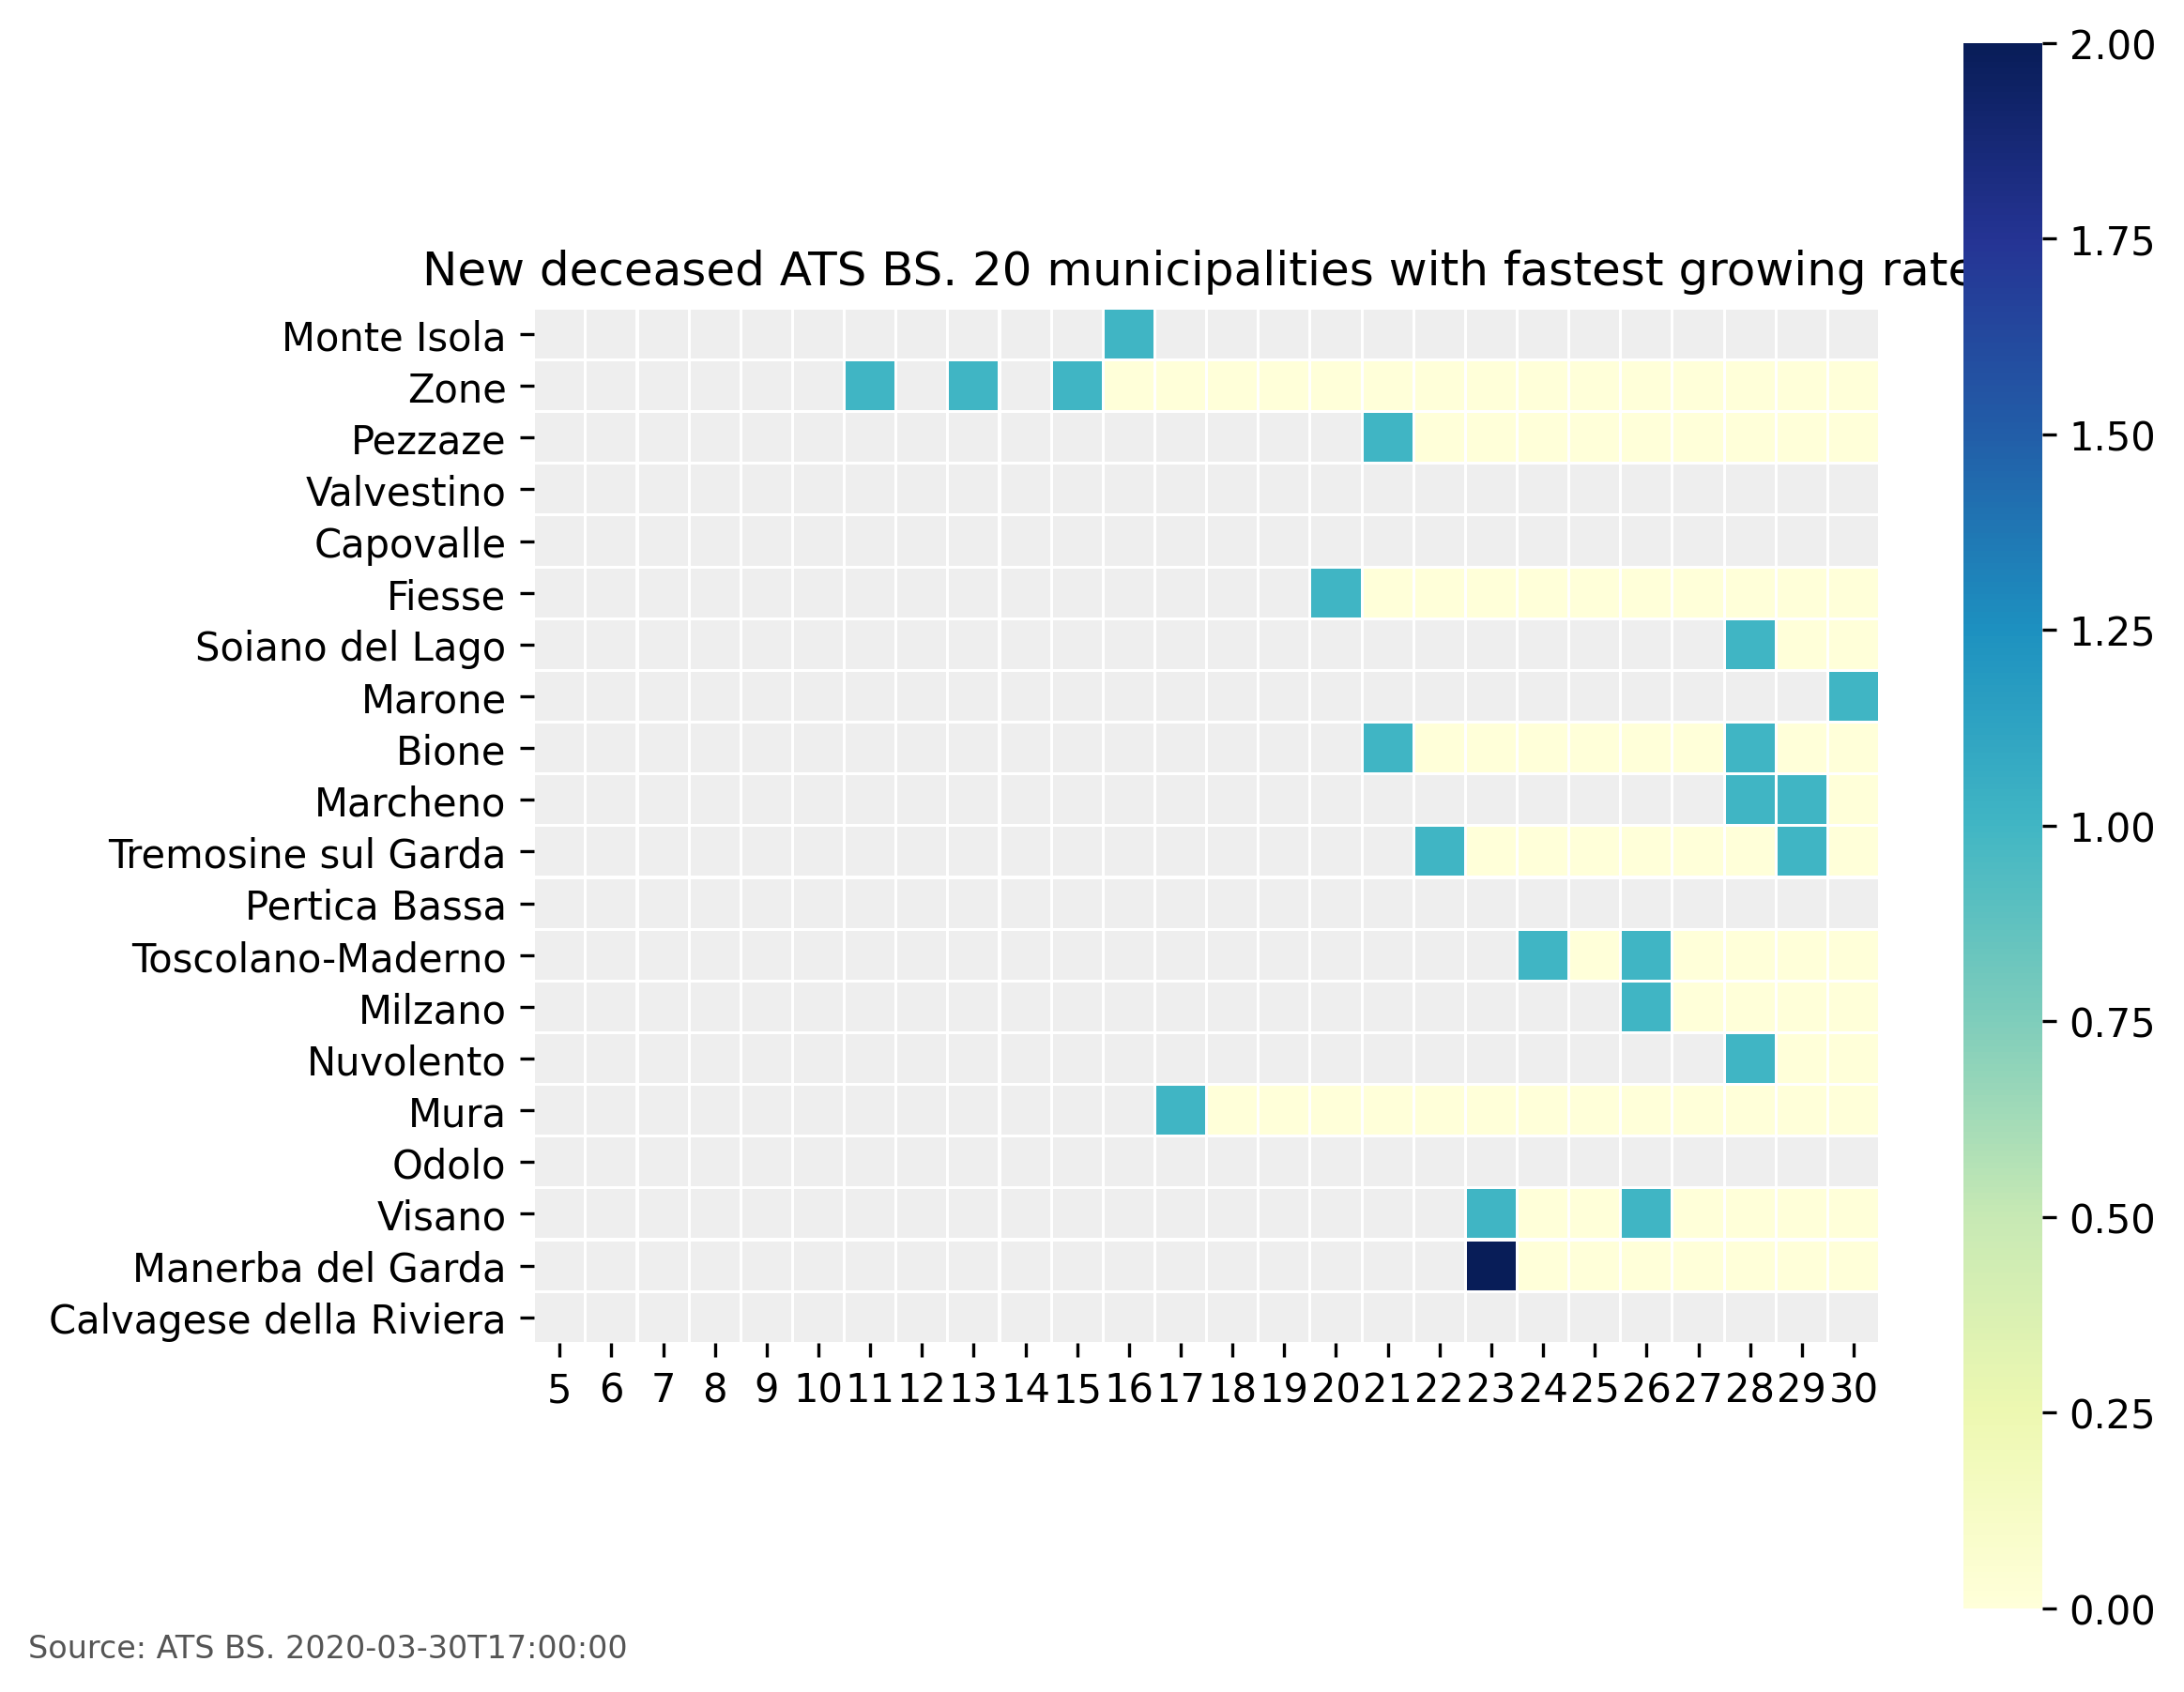 New deceased ATS BS. 20 municipalities with fastest growing rate
Monte Isola
Zone
Pezzaze
Valvestino
Capovalle
Fiesse
Soiano del Lago
Marone
Bione
Marcheno
Tremosine sul Garda
Pertica Bassa
Toscolano-Maderno
Milzano
Nuvolento
Mura
Odolo
Visano
Manerba del Garda
Calvagese della Riviera
5 6 7 8 9 10 11 12 13 14 15 16 17 18 19 20 21 22 23 24 25 26 27 28 29 30
2.00
1.75
1.50
1.25
1.00
0.75
0.50
0.25
0.00
Source: ATS BS. 2020-03-30T17:00:00